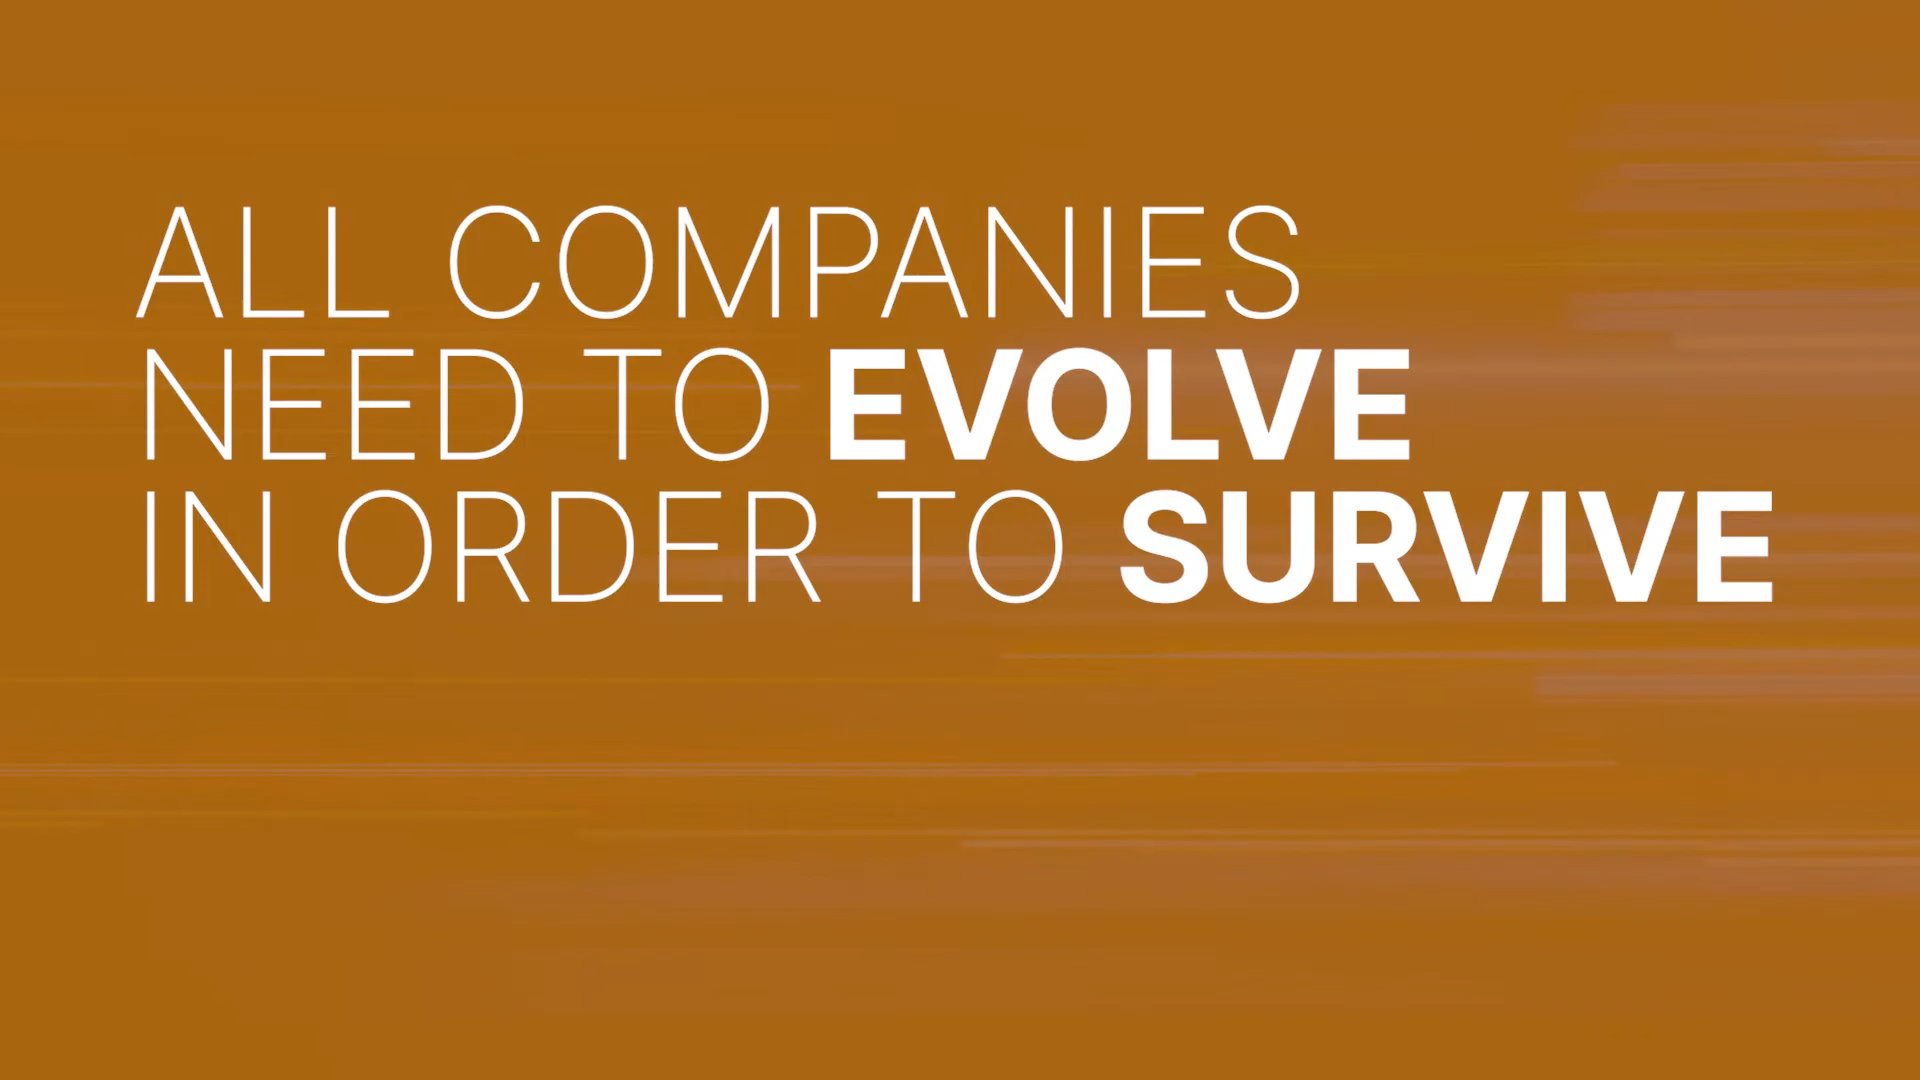 ALL COMPANIES
NEED TO EVOLVE
IN ORDER TO SURVIVE